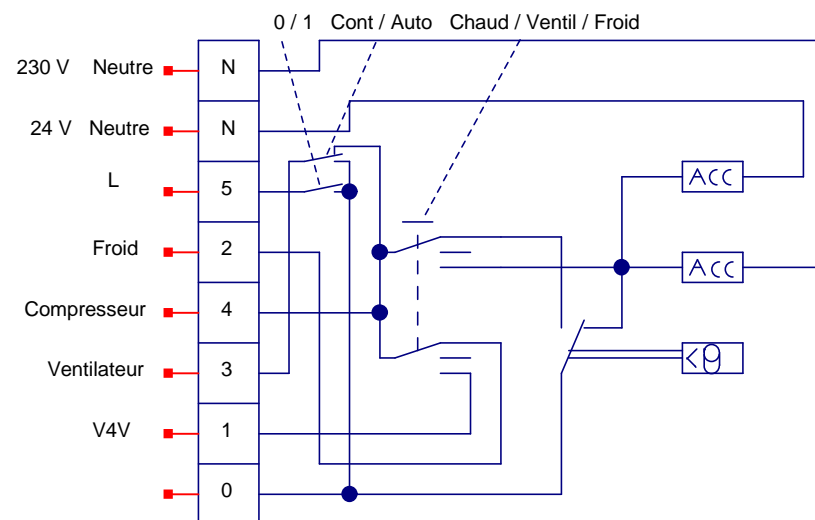 0 / 1 Cont / Auto Chaud / Ventil / Froid
230 V Neutre N
24 V Neutre N
L 5
Froid 2
Compresseur 4
Ventilateur 3
V4V 1
0
Acc
Acc
<θ